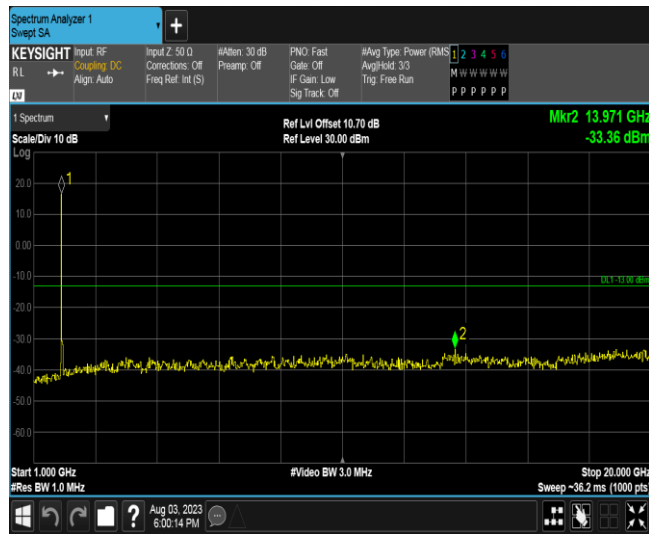 Spectrum Analyzer 1
Swept SA
+
KEYSIGHT
RL
LXI
Input: RF
Coupling: DC
Align: Auto
Input Z: 50 Ω
Corrections: Off
Freq Ref: Int (S)
#Atten: 30 dB
Preamp: Off
PNO: Fast
Gate: Off
IF Gain: Low
Sig Track: Off
#Avg Type: Power (RMS
Avg|Hold: 3/3
Trig: Free Run
1 2 3 4 5 6
M W W W W W
P P P P P P
1 Spectrum
Scale/Div 10 dB
Log
Ref Lvl Offset 10.70 dB
Ref Level 30.00 dBm
Mkr2 13.971 GHz
-33.36 dBm
1
20.0
10.0
0.00
-10.0
DL1 -13.00 dBm
-20.0
-30.0
2
-40.0
-50.0
-60.0
Start 1.000 GHz
#Res BW 1.0 MHz
#Video BW 3.0 MHz
Stop 20.000 GHz
Sweep ~36.2 ms (1000 pts)
?
Aug 03, 2023
6:00:14 PM